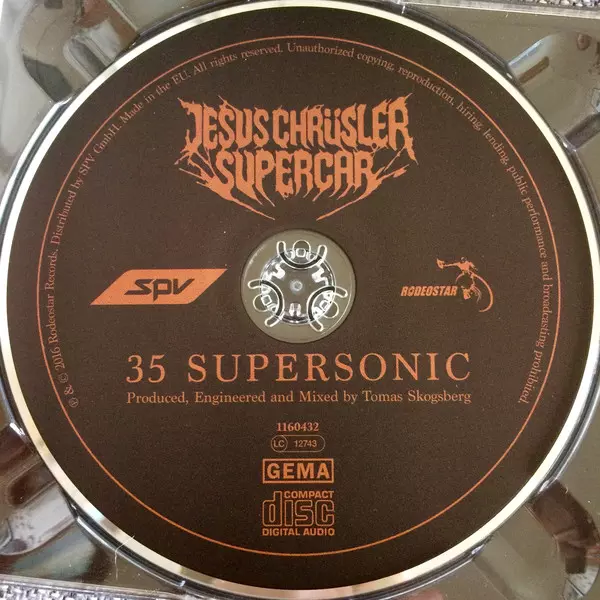 ℗ & © 2016 Rodeostar Records. Distributed by SPV GmbH. Made in the EU. All rights reserved. Unauthorized copying, reproduction, hiring, lending, public performance and broadcasting prohibited.
JESUS CHRÜSLER
SUPERCAR
SPV
RODEOSTAR
35 SUPERSONIC
Produced, Engineered and Mixed by Tomas Skogsberg
1160432
LC 12743
GEMA
COMPACT
disc
DIGITAL AUDIO